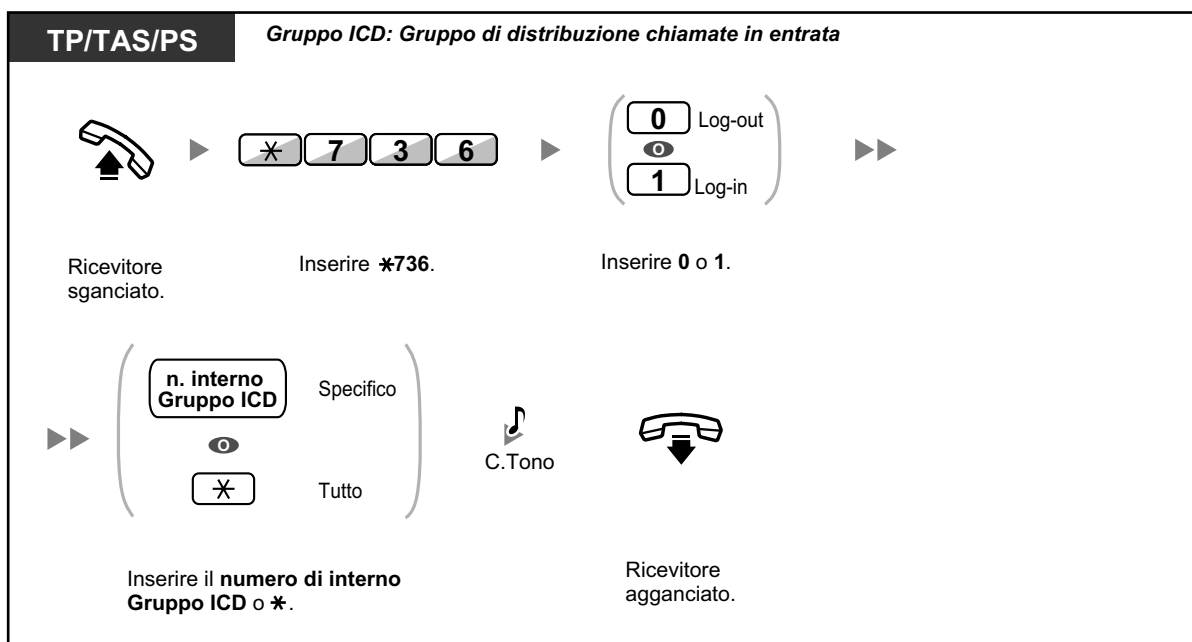 TP/TAS/PS
Gruppo ICD: Gruppo di distribuzione chiamate in entrata
* 7 3 6
0 Log-out
o
1 Log-in
Ricevitore
sganciato.
Inserire *736.
Inserire 0 o 1.
n. interno
Gruppo ICD
Specifico
o
* Tutto
C.Tono
Inserire il numero di interno
Gruppo ICD o *.
Ricevitore
agganciato.